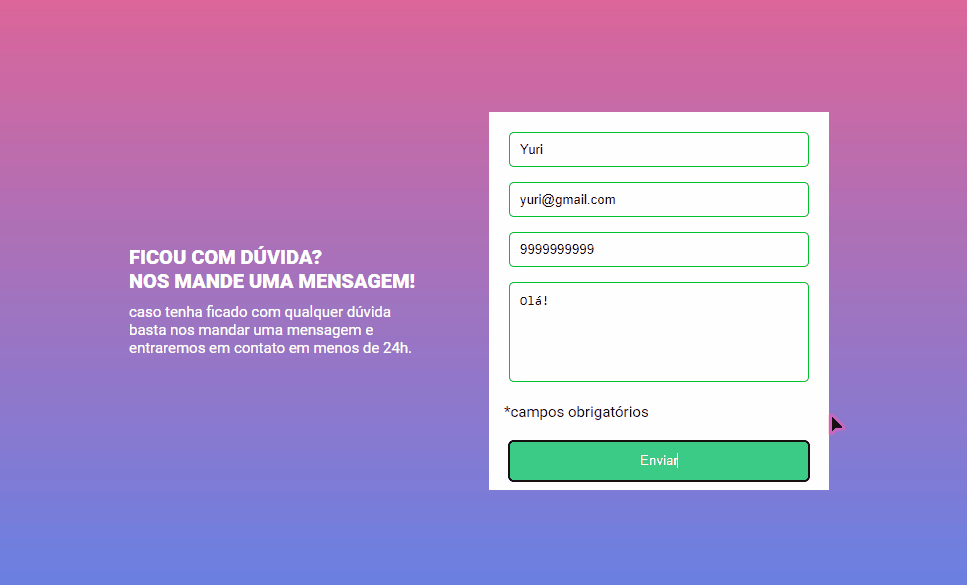 FICOU COM DÚVIDA?
NOS MANDE UMA MENSAGEM!
caso tenha ficado com qualquer dúvida
basta nos mandar uma mensagem e
entraremos em contato em menos de 24h.
Yuri
yuri@gmail.com
9999999999
Olá!
*campos obrigatórios
Enviar